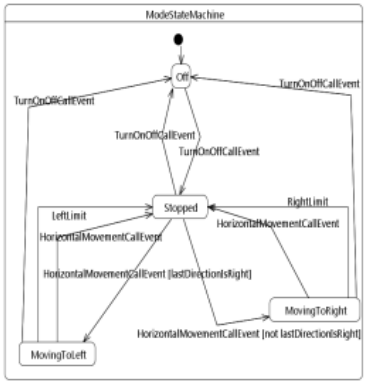 ModeStateMachine
Off
TurnOnOffCallEvent
TurnOnOffCallEvent
TurnOnOffCallEvent
TurnOnOffCallEvent
Stopped
LeftLimit
RightLimit
HorizontalMovementCallEvent
HorizontalMovementCallEvent
HorizontalMovementCallEvent [lastDirectionIsRight]
MovingToRight
HorizontalMovementCallEvent [not lastDirectionIsRight]
MovingToLeft